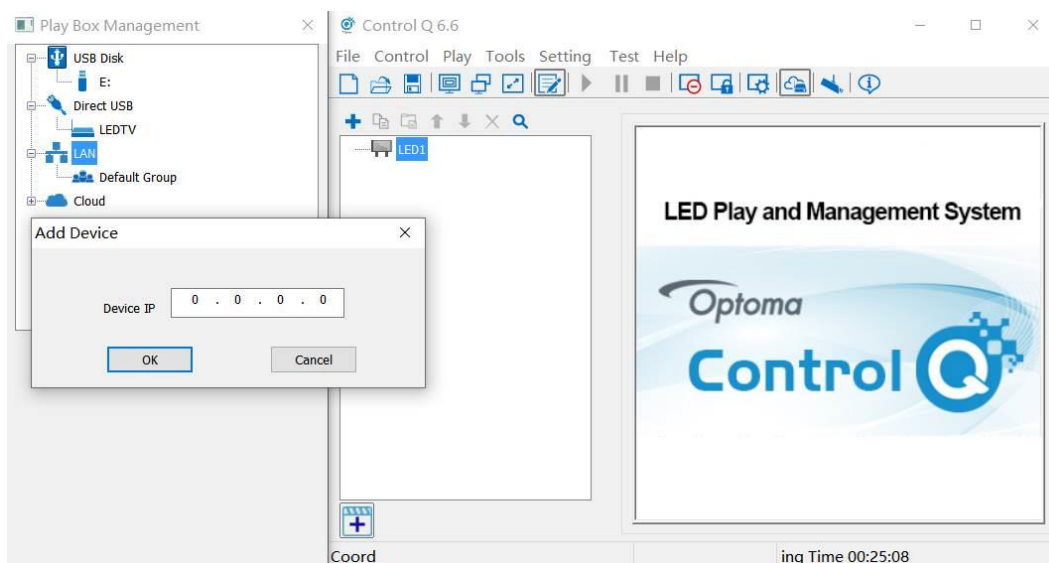 Play Box Management
USB Disk
E:
Direct USB
LEDTV
LAN
Default Group
Cloud
Add Device
Device IP 0 . 0 . 0 . 0
OK Cancel
Control Q 6.6
File Control Play Tools Setting Test Help
LED1
LED Play and Management System
Optoma
Control Q
Coord
ing Time 00:25:08